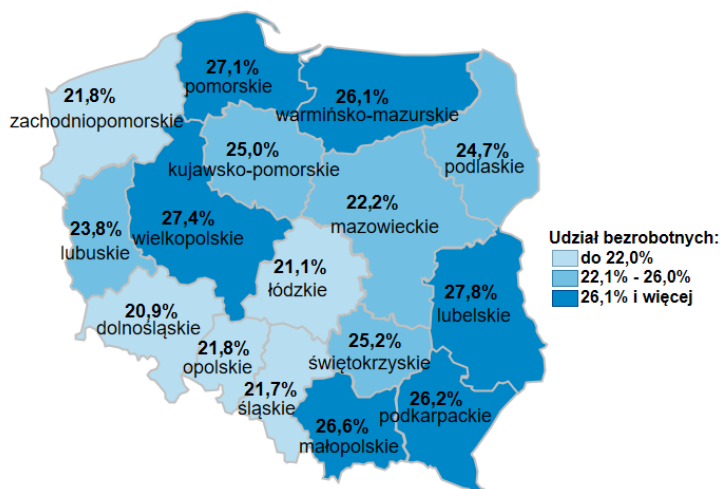 27,1%
pomorskie
21,8%
zachodniopomorskie
26,1%
warmińsko-mazurskie
25,0%
kujawsko-pomorskie
24,7%
podlaskie
22,2%
mazowieckie
23,8%
lubuskie
27,4%
wielkopolskie
21,1%
łódzkie
Udział bezrobotnych:
do 22,0%
22,1% - 26,0%
26,1% i więcej
27,8%
lubelskie
20,9%
dolnośląskie
21,8%
opolskie
25,2%
świętokrzyskie
21,7%
śląskie
26,6%
małopolskie
26,2%
podkarpackie